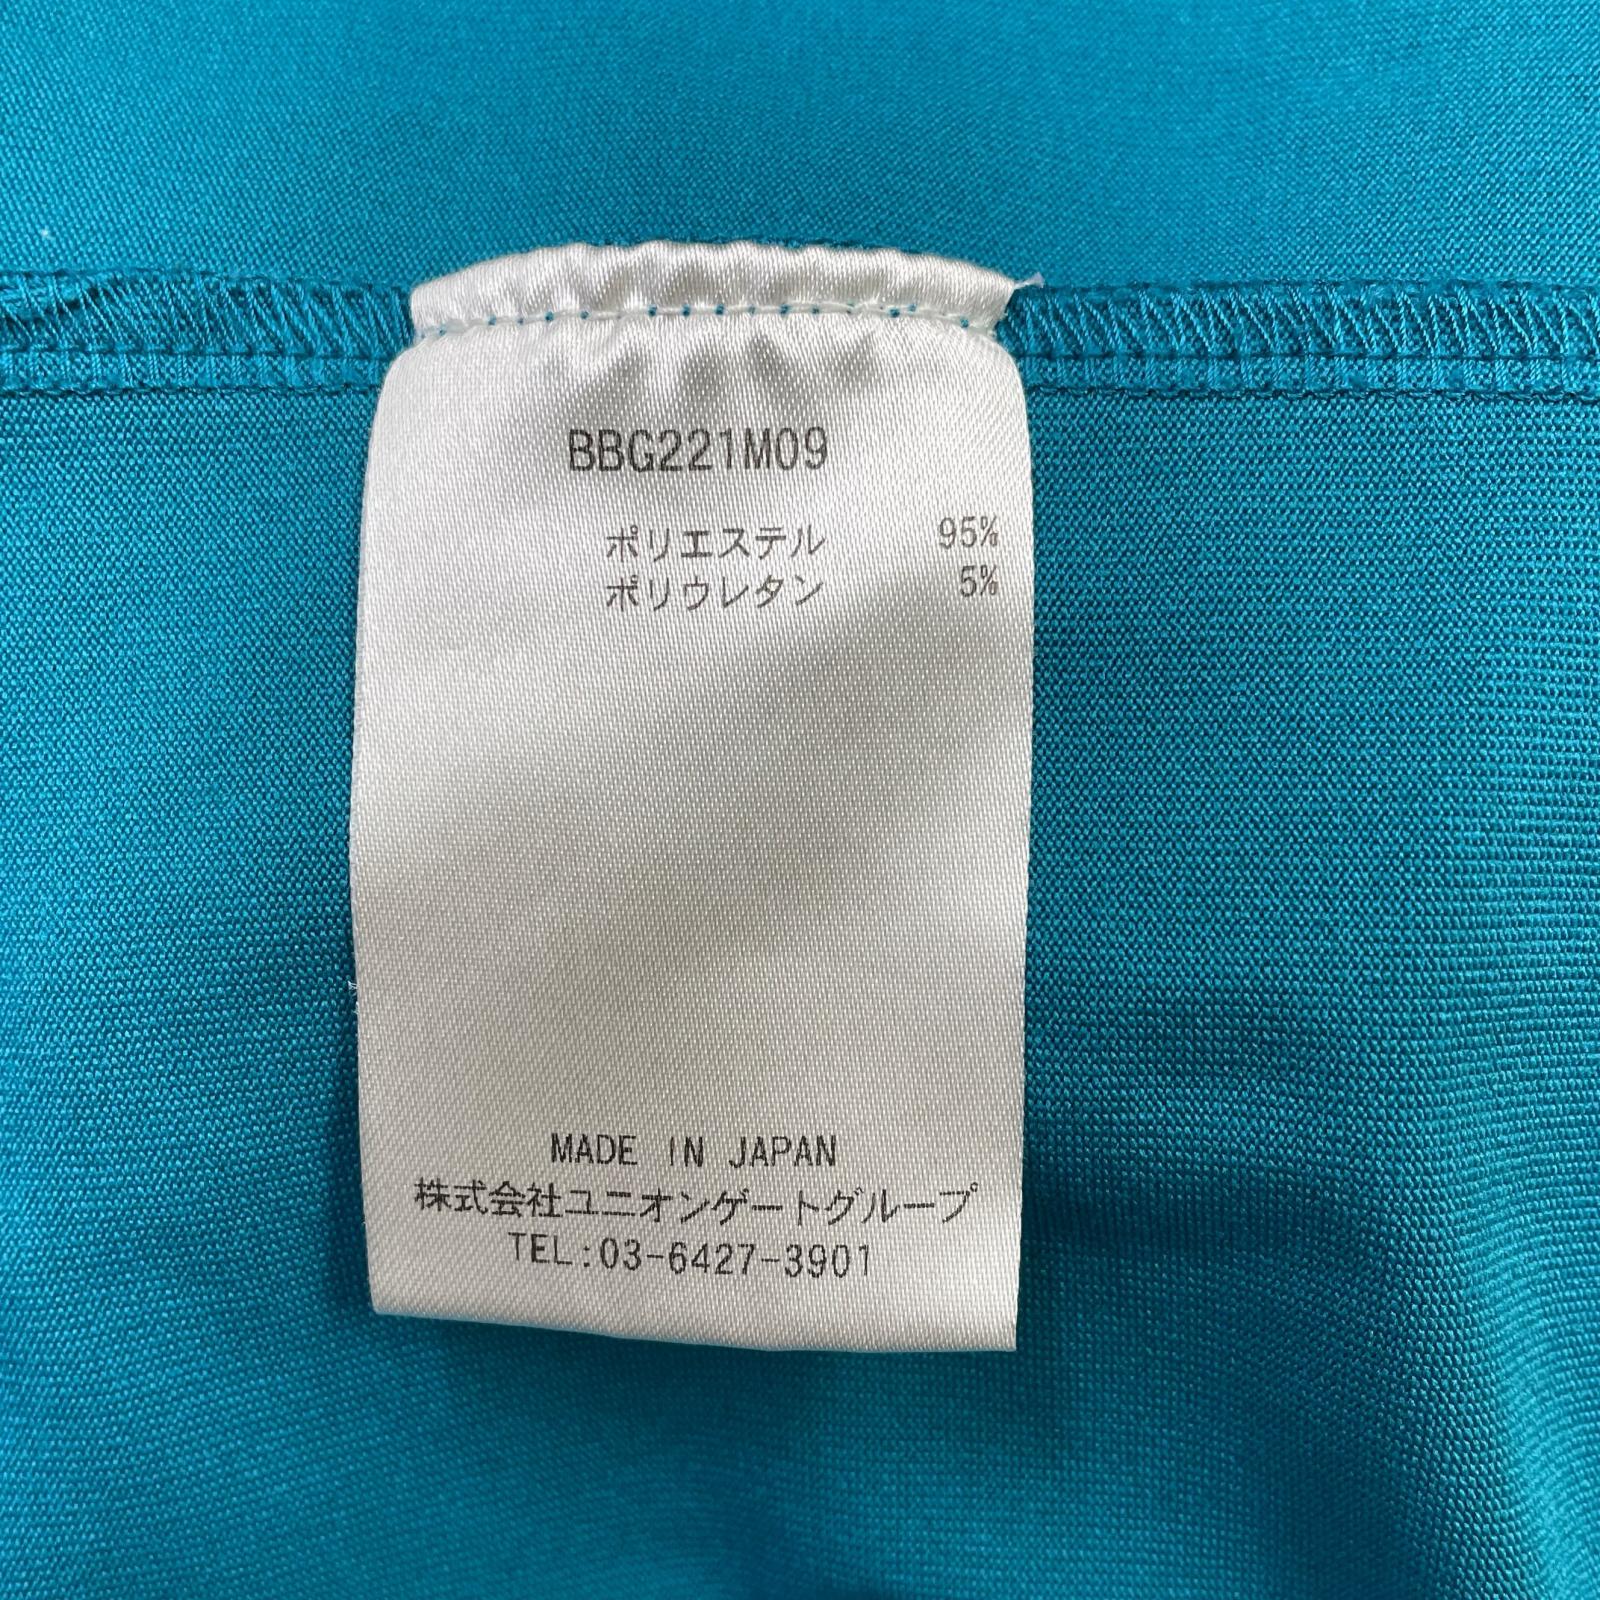 BBG221M09
ポリエステル 95%
ポリウレタン 5%
MADE IN JAPAN
株式会社ユニオンゲートグループ
TEL:03-6427-3901